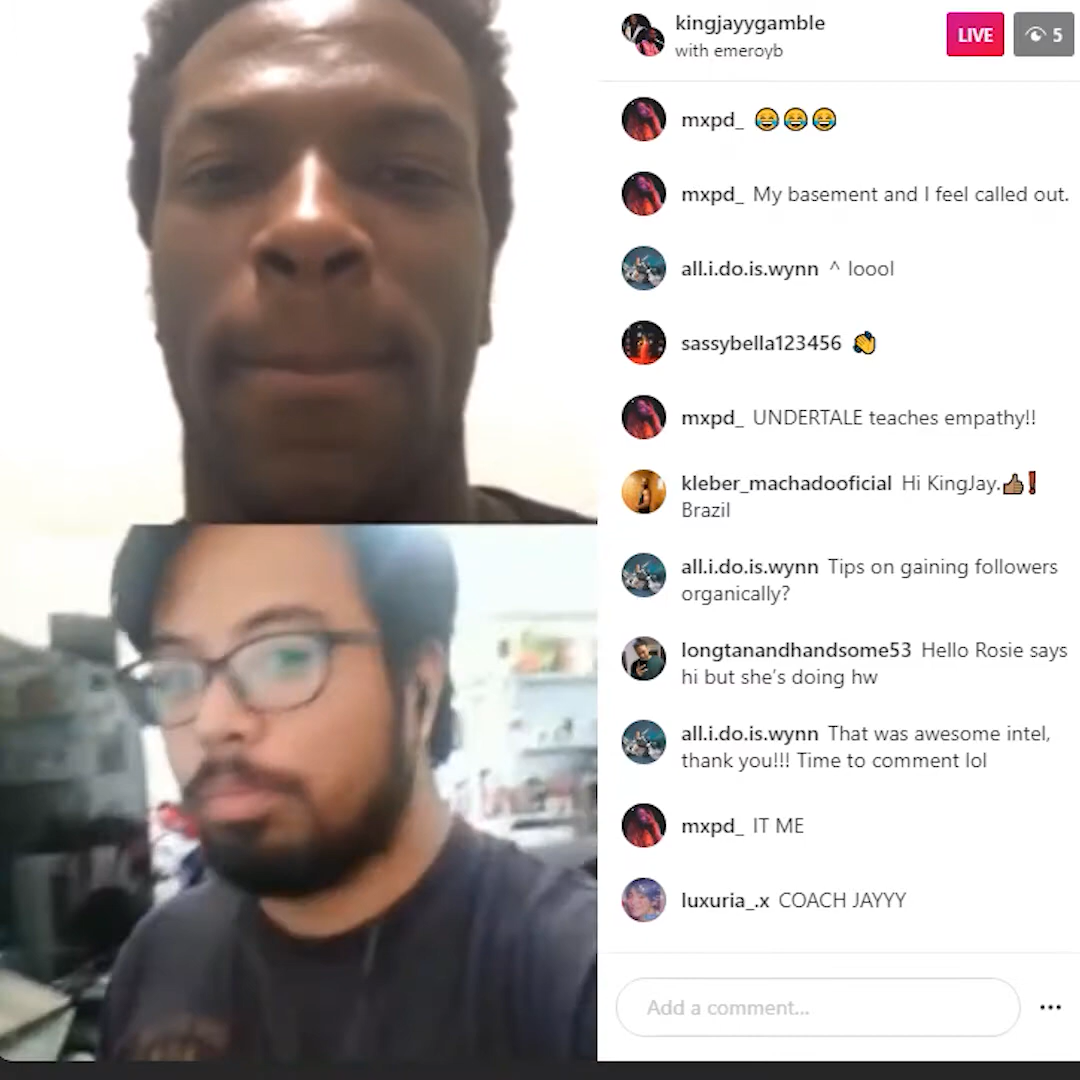 kingjayygamble
with emeroyb
LIVE
5
mxpd_ 😂😂😂
mxpd_ My basement and I feel called out.
all.i.do.is.wynn ^ loool
sassybella123456 👏
mxpd_ UNDERTALE teaches empathy!!
kleber_machadooficial Hi KingJay.👍🏽❗
Brazil
all.i.do.is.wynn Tips on gaining followers
organically?
longtanandhandsome53 Hello Rosie says
hi but she's doing hw
all.i.do.is.wynn That was awesome intel,
thank you!!! Time to comment lol
mxpd_ IT ME
luxuria_.x COACH JAYYY
Add a comment...